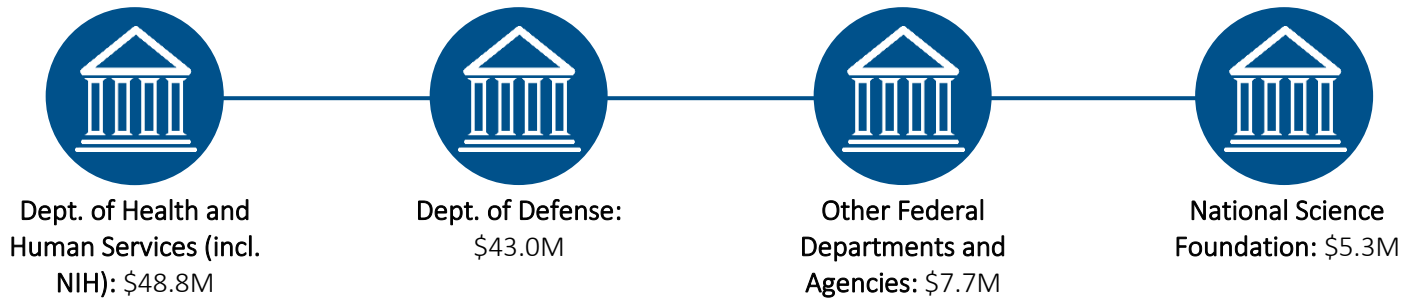 Dept. of Health and
Human Services (incl.
NIH): $48.8M
Dept. of Defense:
$43.0M
Other Federal
Departments and
Agencies: $7.7M
National Science
Foundation: $5.3M